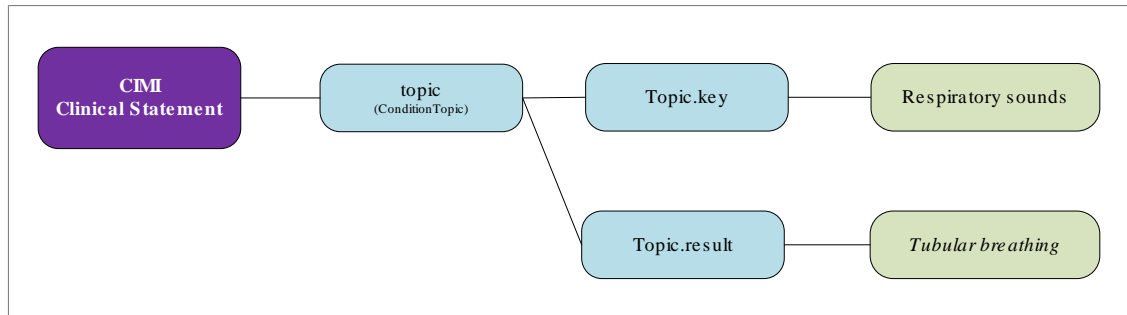 CIMI
Clinical Statement
topic
(ConditionTopic)
Topic.key
Respiratory sounds
Topic.result
Tubular breathing